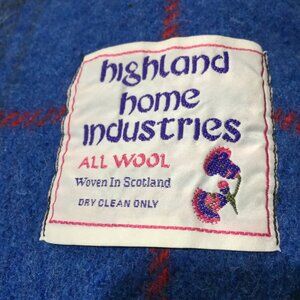 highland
home
industries
ALL WOOL
Woven In Scotland
DRY CLEAN ONLY